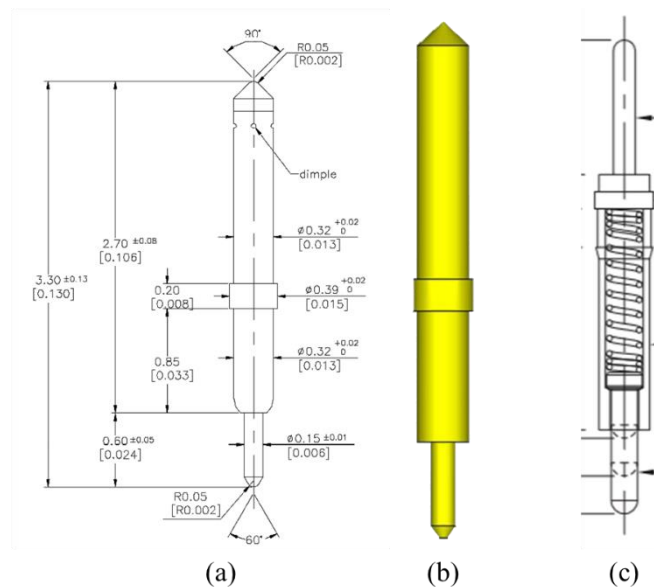 90°
R0.05
[R0.002]
dimple
2.70 ±0.08
[0.106]
3.30 ±0.13
[0.130]
ø0.32 +0.02 0
[0.013]
0.20
[0.008]
ø0.39 +0.02 0
[0.015]
0.85
[0.033]
ø0.32 +0.02 0
[0.013]
0.60 ±0.05
[0.024]
ø0.15 ±0.01
[0.006]
R0.05
[R0.002]
60°
(a) (b) (c)